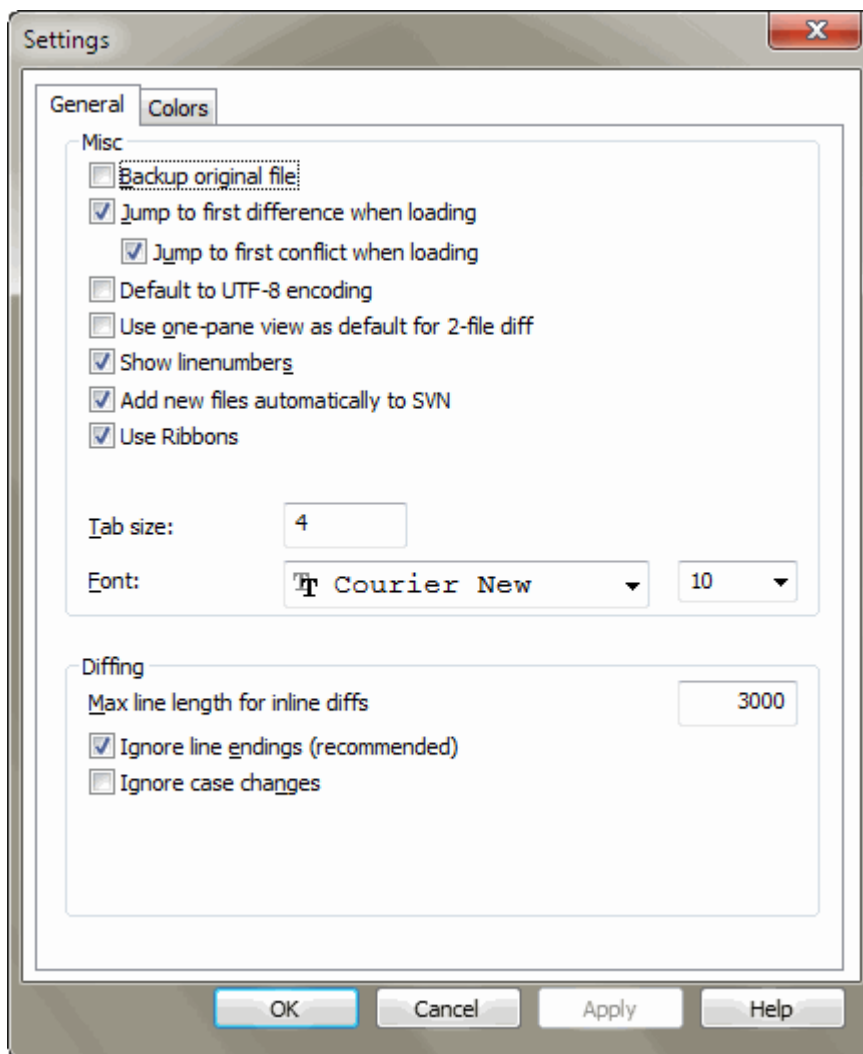 Settings
General Colors
Misc
Backup original file
Jump to first difference when loading
Jump to first conflict when loading
Default to UTF-8 encoding
Use one-pane view as default for 2-file diff
Show linenumbers
Add new files automatically to SVN
Use Ribbons
Tab size: 4
Font: Courier New 10
Diffing
Max line length for inline diffs 3000
Ignore line endings (recommended)
Ignore case changes
OK Cancel Apply Help